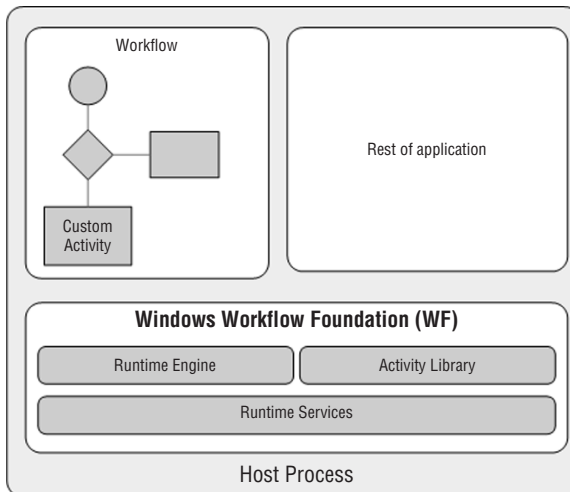 Workflow
Custom
Activity
Rest of application
Windows Workflow Foundation (WF)
Runtime Engine
Activity Library
Runtime Services
Host Process